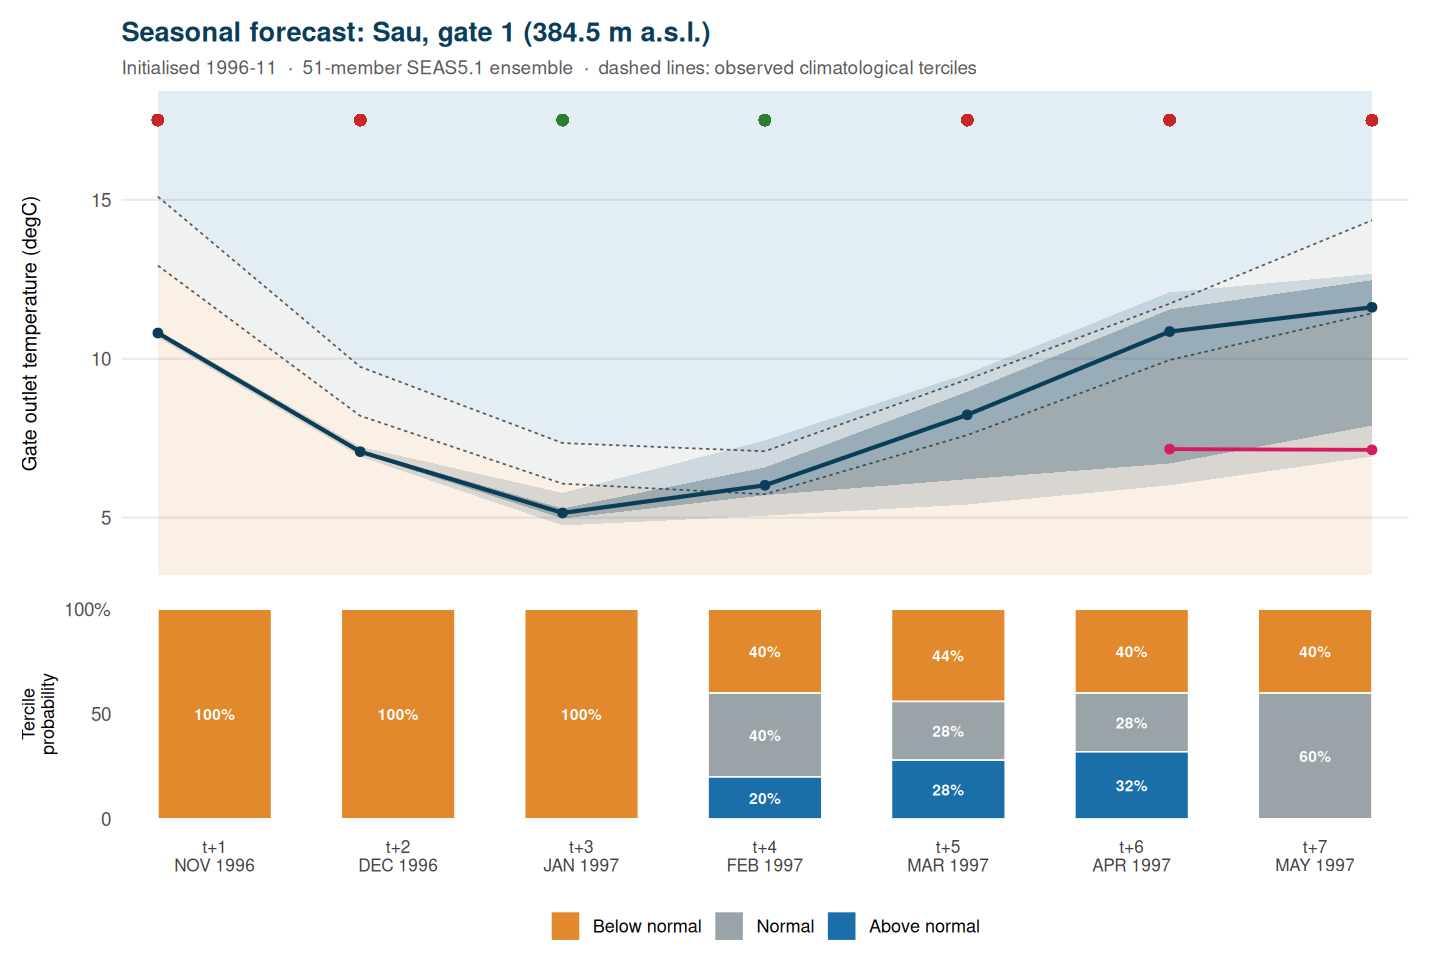 Seasonal forecast: Sau, gate 1 (384.5 m a.s.l.)
Initialised 1996-11 · 51-member SEAS5.1 ensemble · dashed lines: observed climatological terciles
Gate outlet temperature (degC)
15
10
5
Tercile
probability
100%
50
0
100%
100%
100%
40%
40%
20%
44%
28%
28%
40%
28%
32%
40%
60%
t+1
NOV 1996
t+2
DEC 1996
t+3
JAN 1997
t+4
FEB 1997
t+5
MAR 1997
t+6
APR 1997
t+7
MAY 1997
Below normal
Normal
Above normal